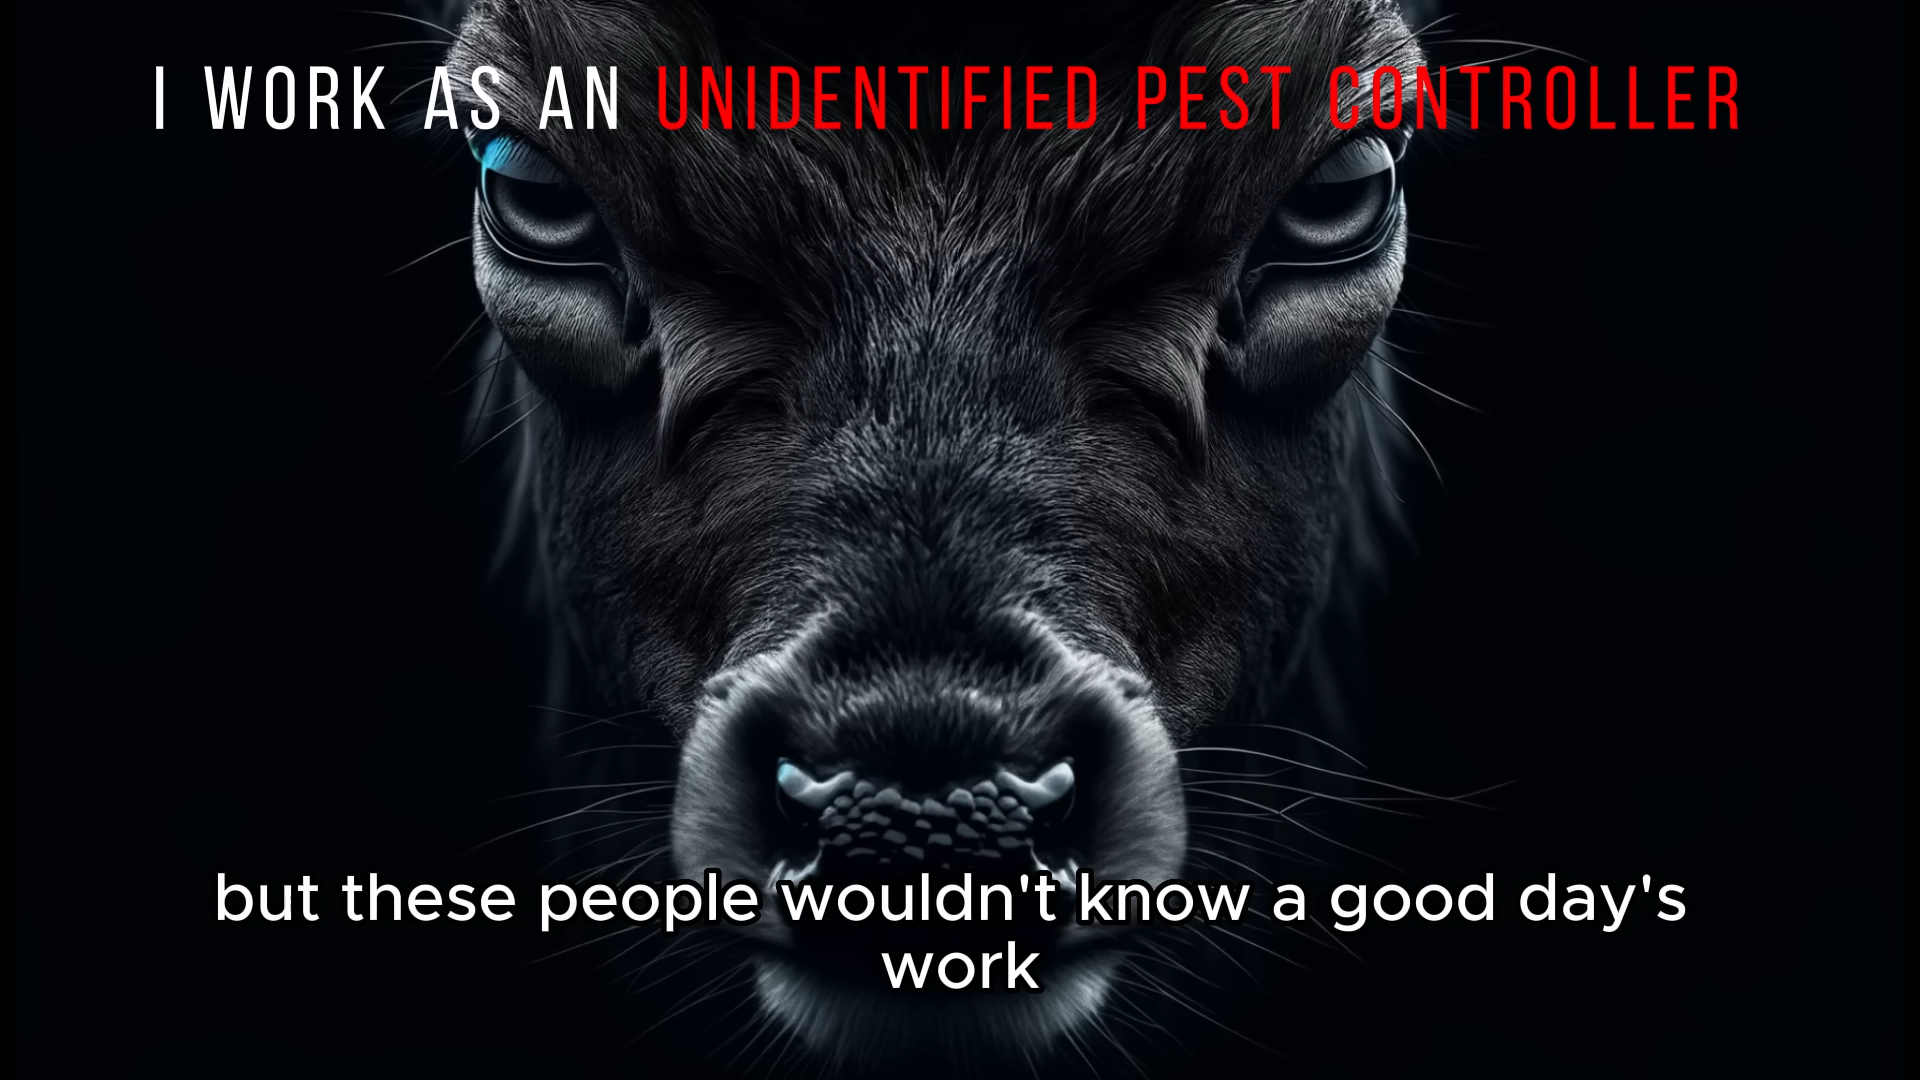 I WORK AS AN UNIDENTIFIED PEST CONTROLLER
but these people wouldn't know a good day's
work